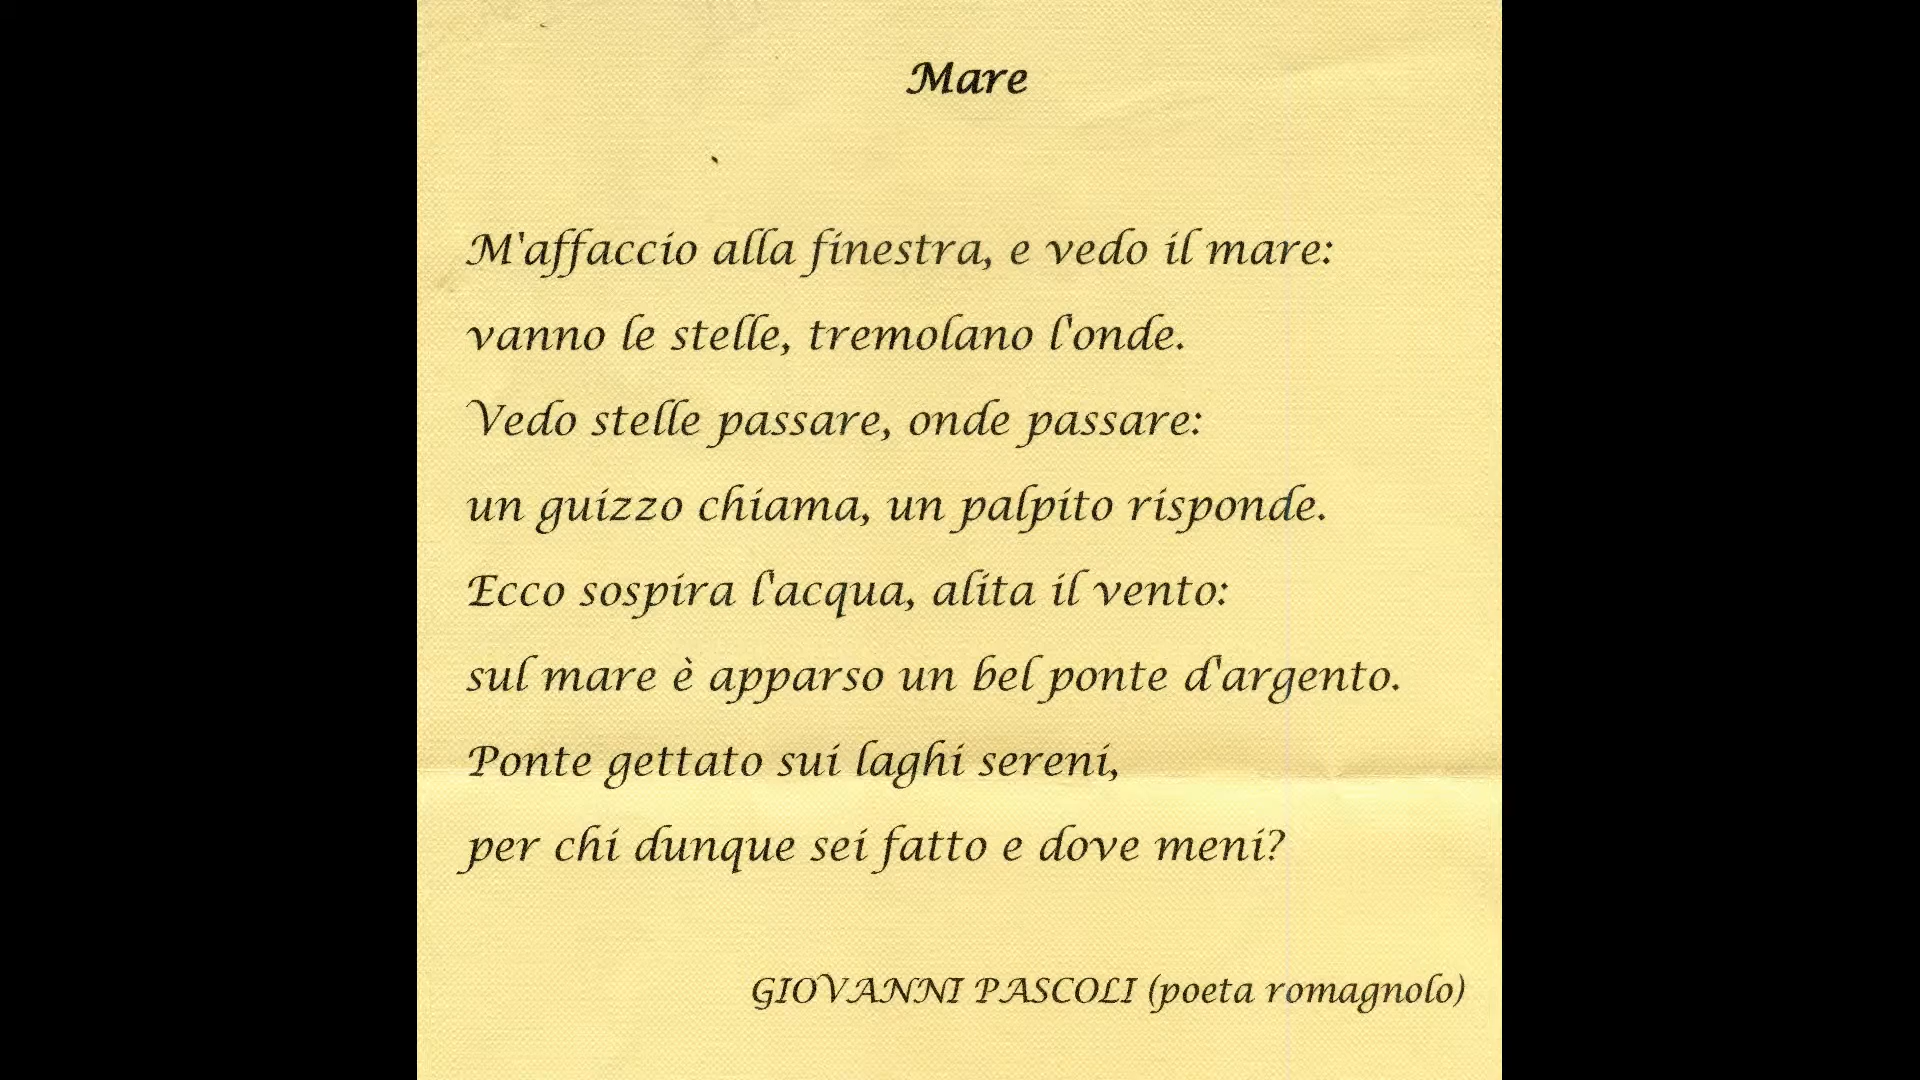 Mare
M'affaccio alla finestra, e vedo il mare:
vanno le stelle, tremolano l'onde.
Vedo stelle passare, onde passare:
un guizzo chiama, un palpito risponde.
Ecco sospira l'acqua, alita il vento:
sul mare è apparso un bel ponte d'argento.
Ponte gettato sui laghi sereni,
per chi dunque sei fatto e dove meni?
GIOVANNI PASCOLI (poeta romagnolo)